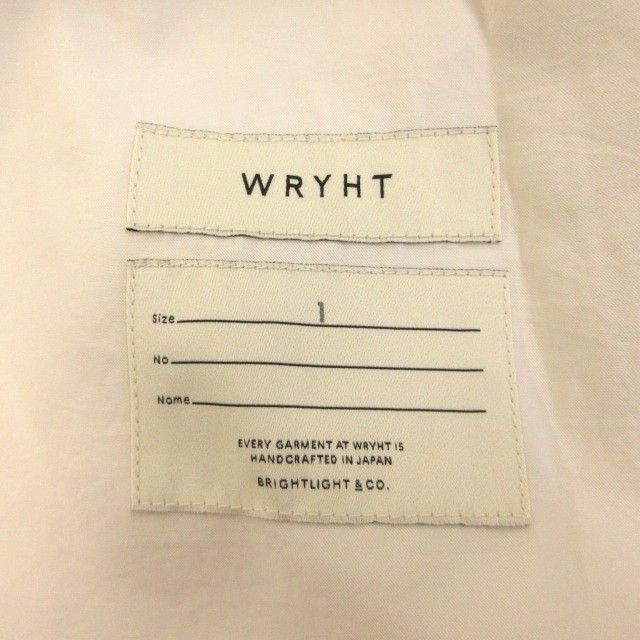 WRYHT
Size 1
No
Name
EVERY GARMENT AT WRYHT IS
HANDCRAFTED IN JAPAN
BRIGHTLIGHT & CO.